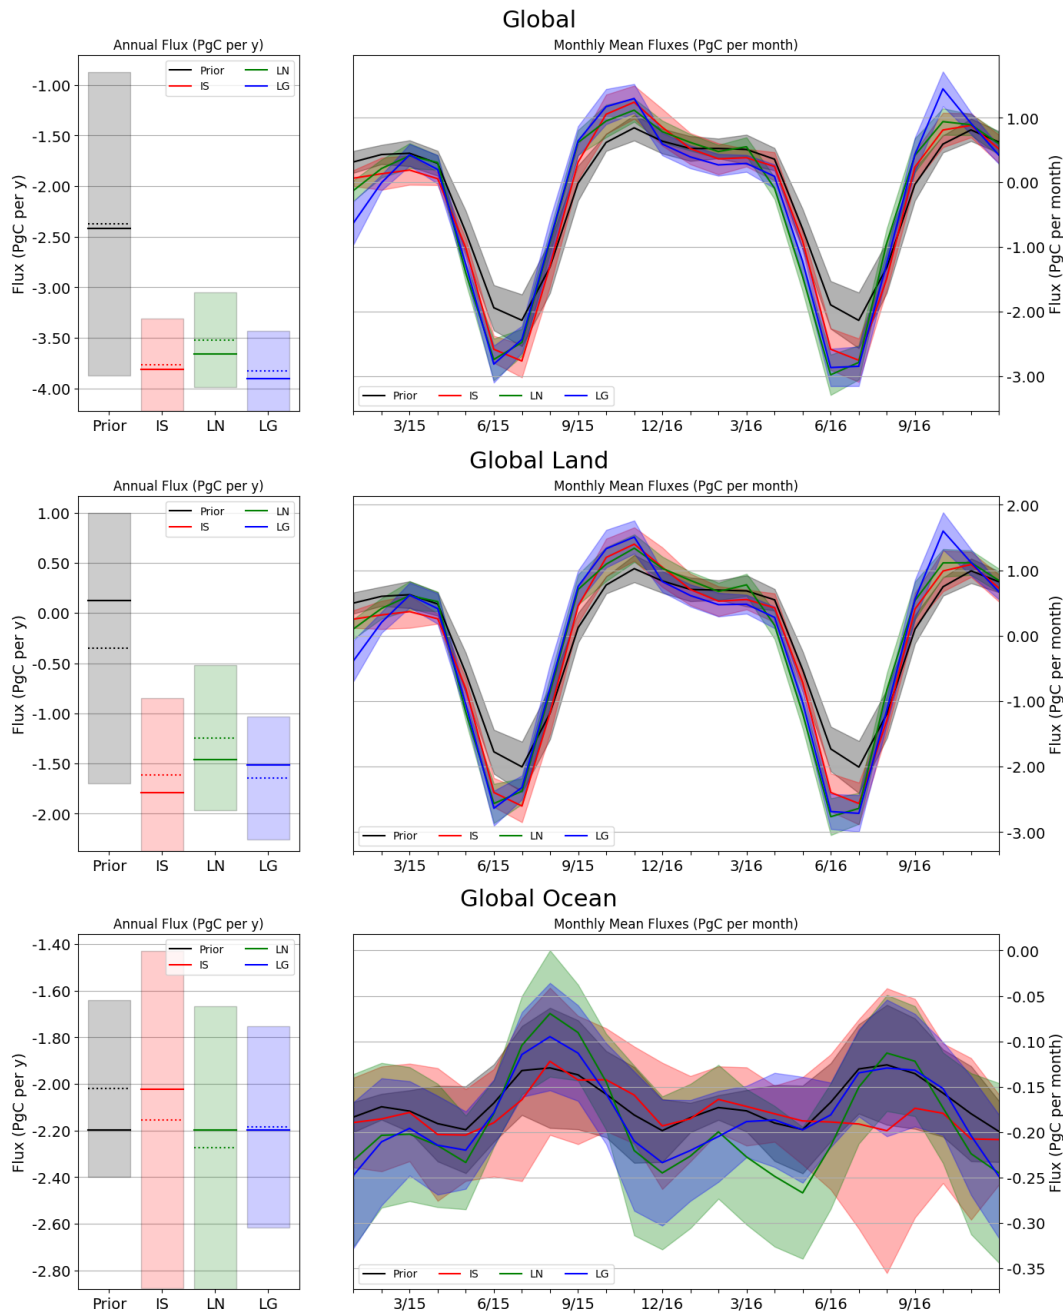 Global
Annual Flux (PgC per y)
Monthly Mean Fluxes (PgC per month)
Prior LN
IS LG
-1.00
-1.50
-2.00
-2.50
-3.00
-3.50
-4.00
Flux (PgC per y)
Prior IS LN LG
1.00
0.00
-1.00
-2.00
-3.00
Flux (PgC per month)
Prior IS LN LG
3/15 6/15 9/15 12/16 3/16 6/16 9/16
Global Land
Annual Flux (PgC per y)
Monthly Mean Fluxes (PgC per month)
Prior LN
IS LG
1.00
0.50
0.00
-0.50
-1.00
-1.50
-2.00
Flux (PgC per y)
Prior IS LN LG
2.00
1.00
0.00
-1.00
-2.00
-3.00
Flux (PgC per month)
Prior IS LN LG
3/15 6/15 9/15 12/16 3/16 6/16 9/16
Global Ocean
Annual Flux (PgC per y)
Monthly Mean Fluxes (PgC per month)
Prior LN
IS LG
-1.40
-1.60
-1.80
-2.00
-2.20
-2.40
-2.60
-2.80
Flux (PgC per y)
Prior IS LN LG
0.00
-0.05
-0.10
-0.15
-0.20
-0.25
-0.30
-0.35
Flux (PgC per month)
Prior IS LN LG
3/15 6/15 9/15 12/16 3/16 6/16 9/16